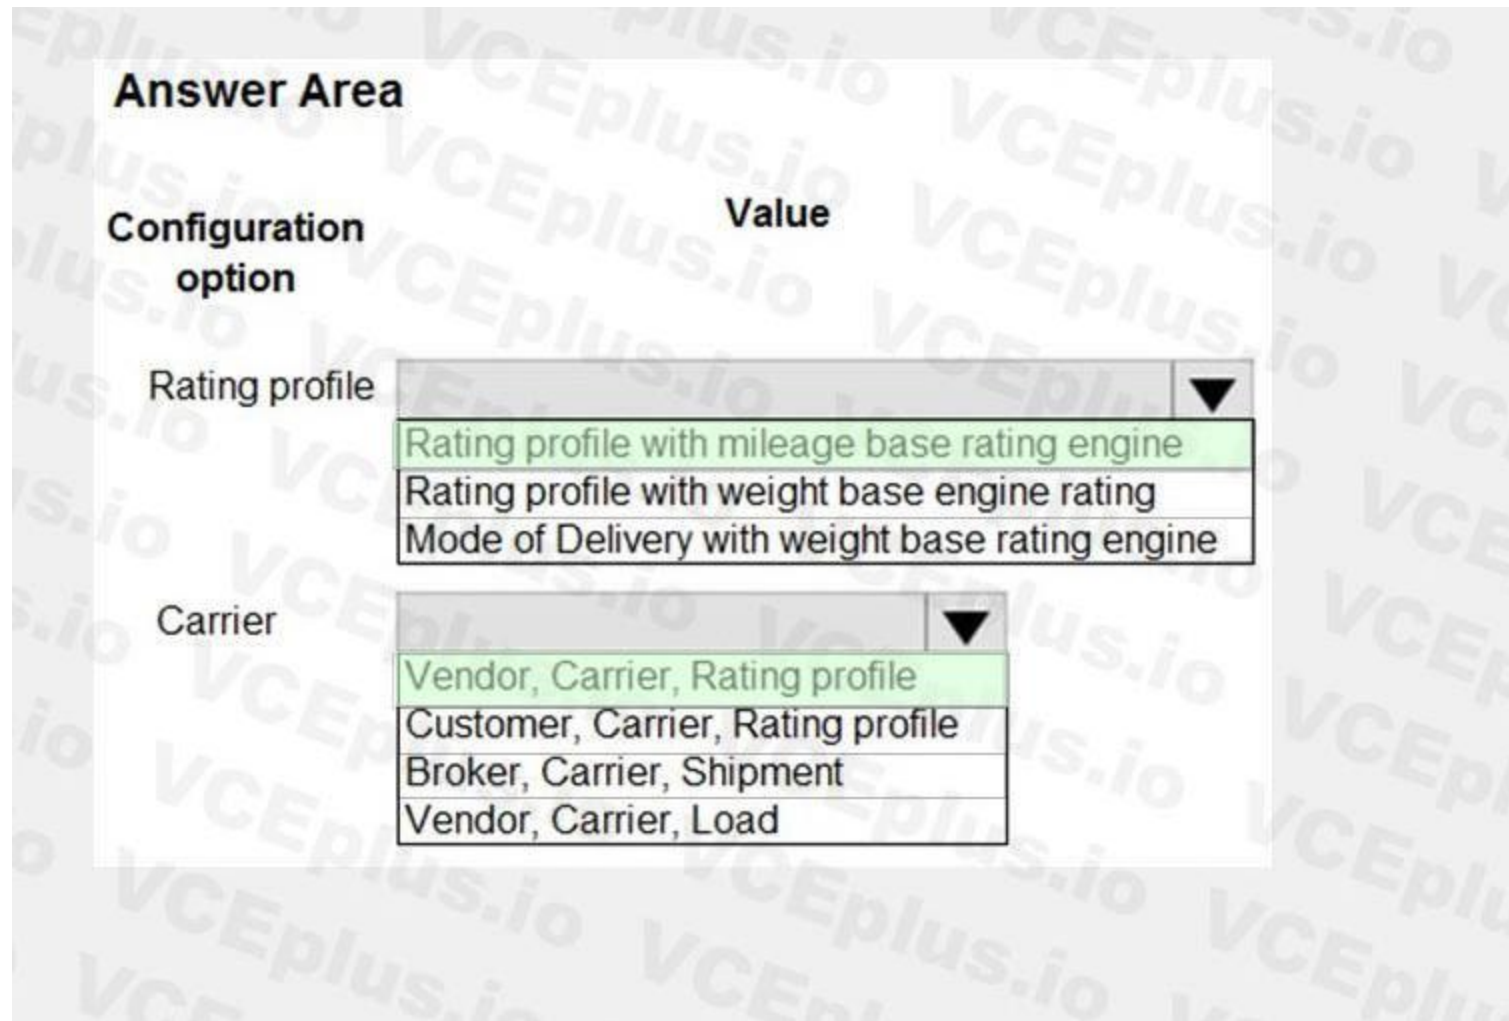 Answer Area
Configuration
option
Value
Rating profile
Rating profile with mileage base rating engine
Rating profile with weight base engine rating
Mode of Delivery with weight base rating engine
Carrier
Vendor, Carrier, Rating profile
Customer, Carrier, Rating profile
Broker, Carrier, Shipment
Vendor, Carrier, Load
VCEplus.io